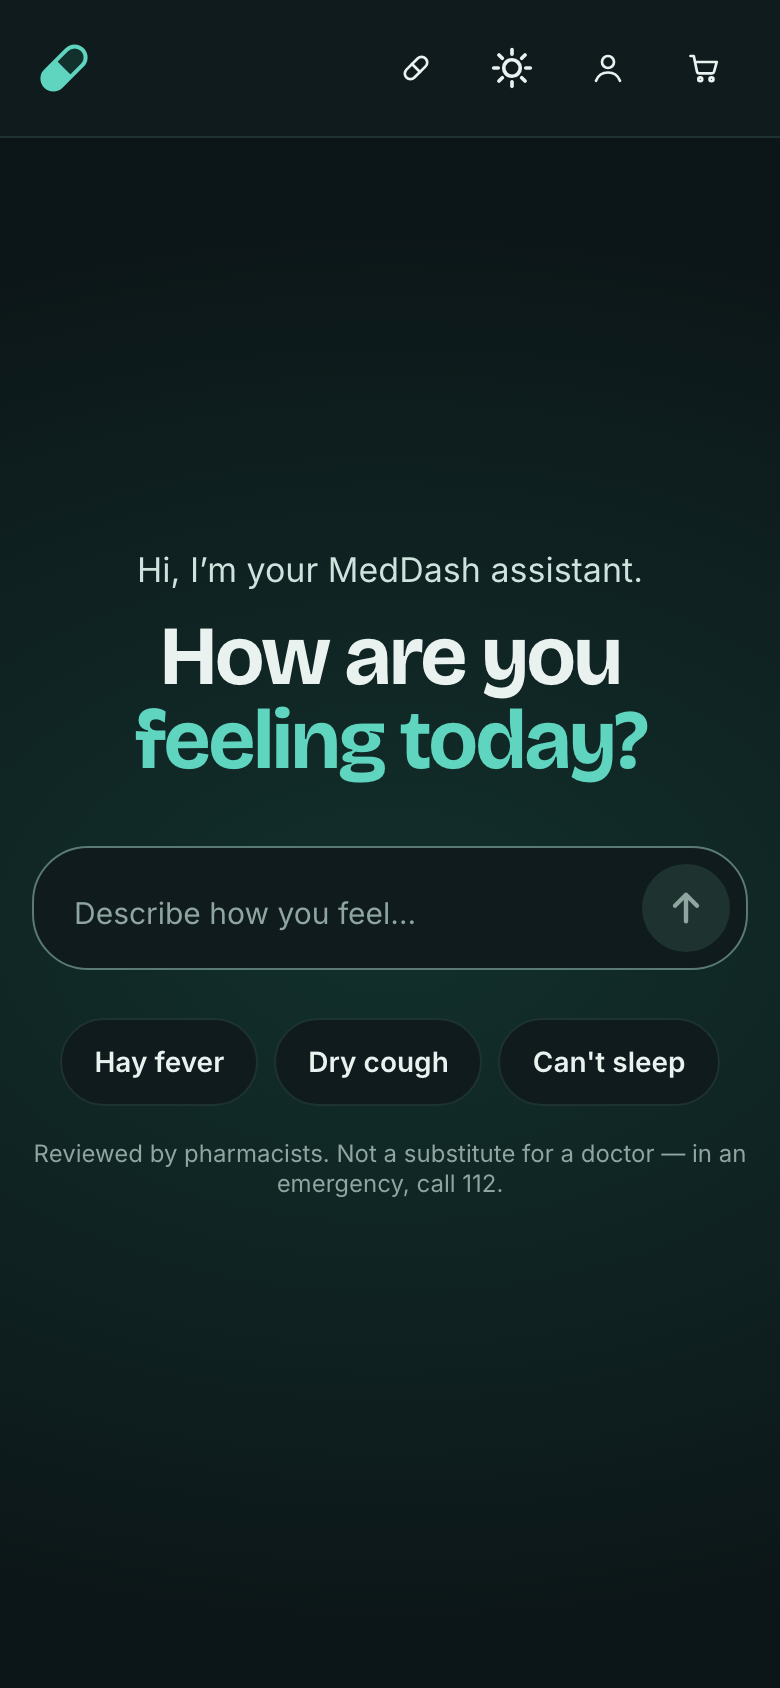 Hi, I’m your MedDash assistant.
How are you
feeling today?
Describe how you feel...
Hay fever
Dry cough
Can't sleep
Reviewed by pharmacists. Not a substitute for a doctor — in an
emergency, call 112.